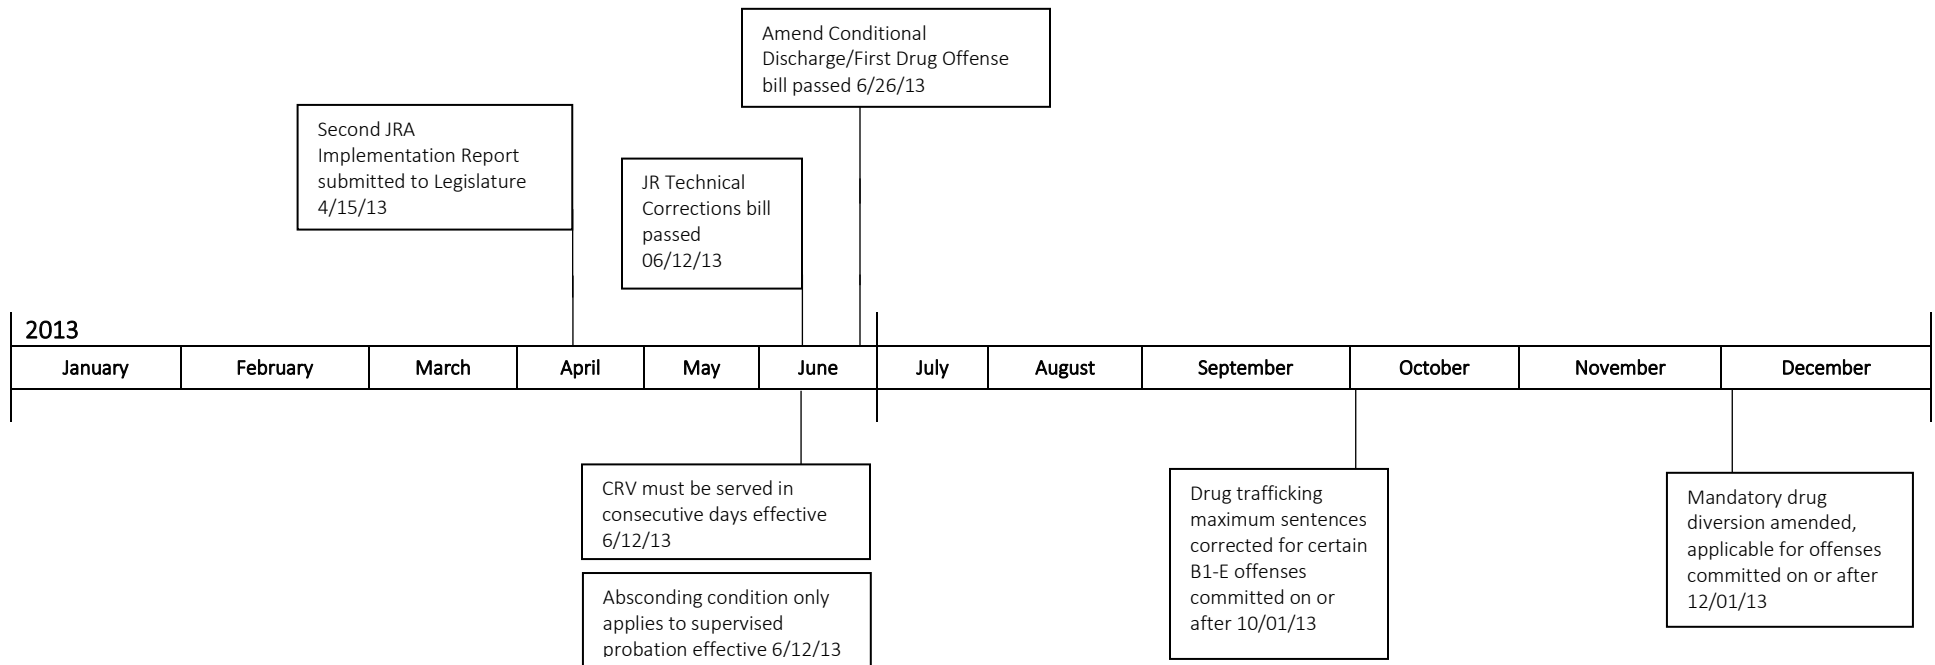 Amend Conditional
Discharge/First Drug Offense
bill passed 6/26/13
Second JRA
Implementation Report
submitted to Legislature
4/15/13
JR Technical
Corrections bill
passed
06/12/13
2013
January February March April May June July August September October November December
CRV must be served in
consecutive days effective
6/12/13
Absconding condition only
applies to supervised
probation effective 6/12/13
Drug trafficking
maximum sentences
corrected for certain
B1-E offenses
committed on or
after 10/01/13
Mandatory drug
diversion amended,
applicable for offenses
committed on or after
12/01/13